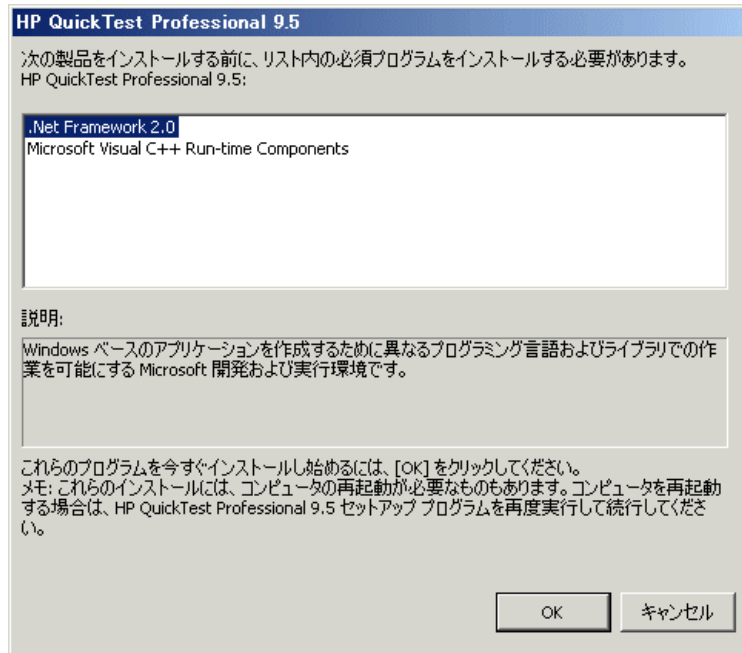 HP QuickTest Professional 9.5
次の製品をインストールする前に、リスト内の必須プログラムをインストールする必要があります。
HP QuickTest Professional 9.5:
.Net Framework 2.0
Microsoft Visual C++ Run-time Components
説明:
Windows ベースのアプリケーションを作成するために異なるプログラミング言語およびライブラリでの作
業を可能にする Microsoft 開発および実行環境です。
これらのプログラムを今すぐインストールし始めるには、[OK] をクリックしてください。
メモ: これらのインストールには、コンピュータの再起動が必要なものもあります。コンピュータを再起動
する場合は、HP QuickTest Professional 9.5 セットアップ プログラムを再度実行して続行してくださ
い。
OK
キャンセル